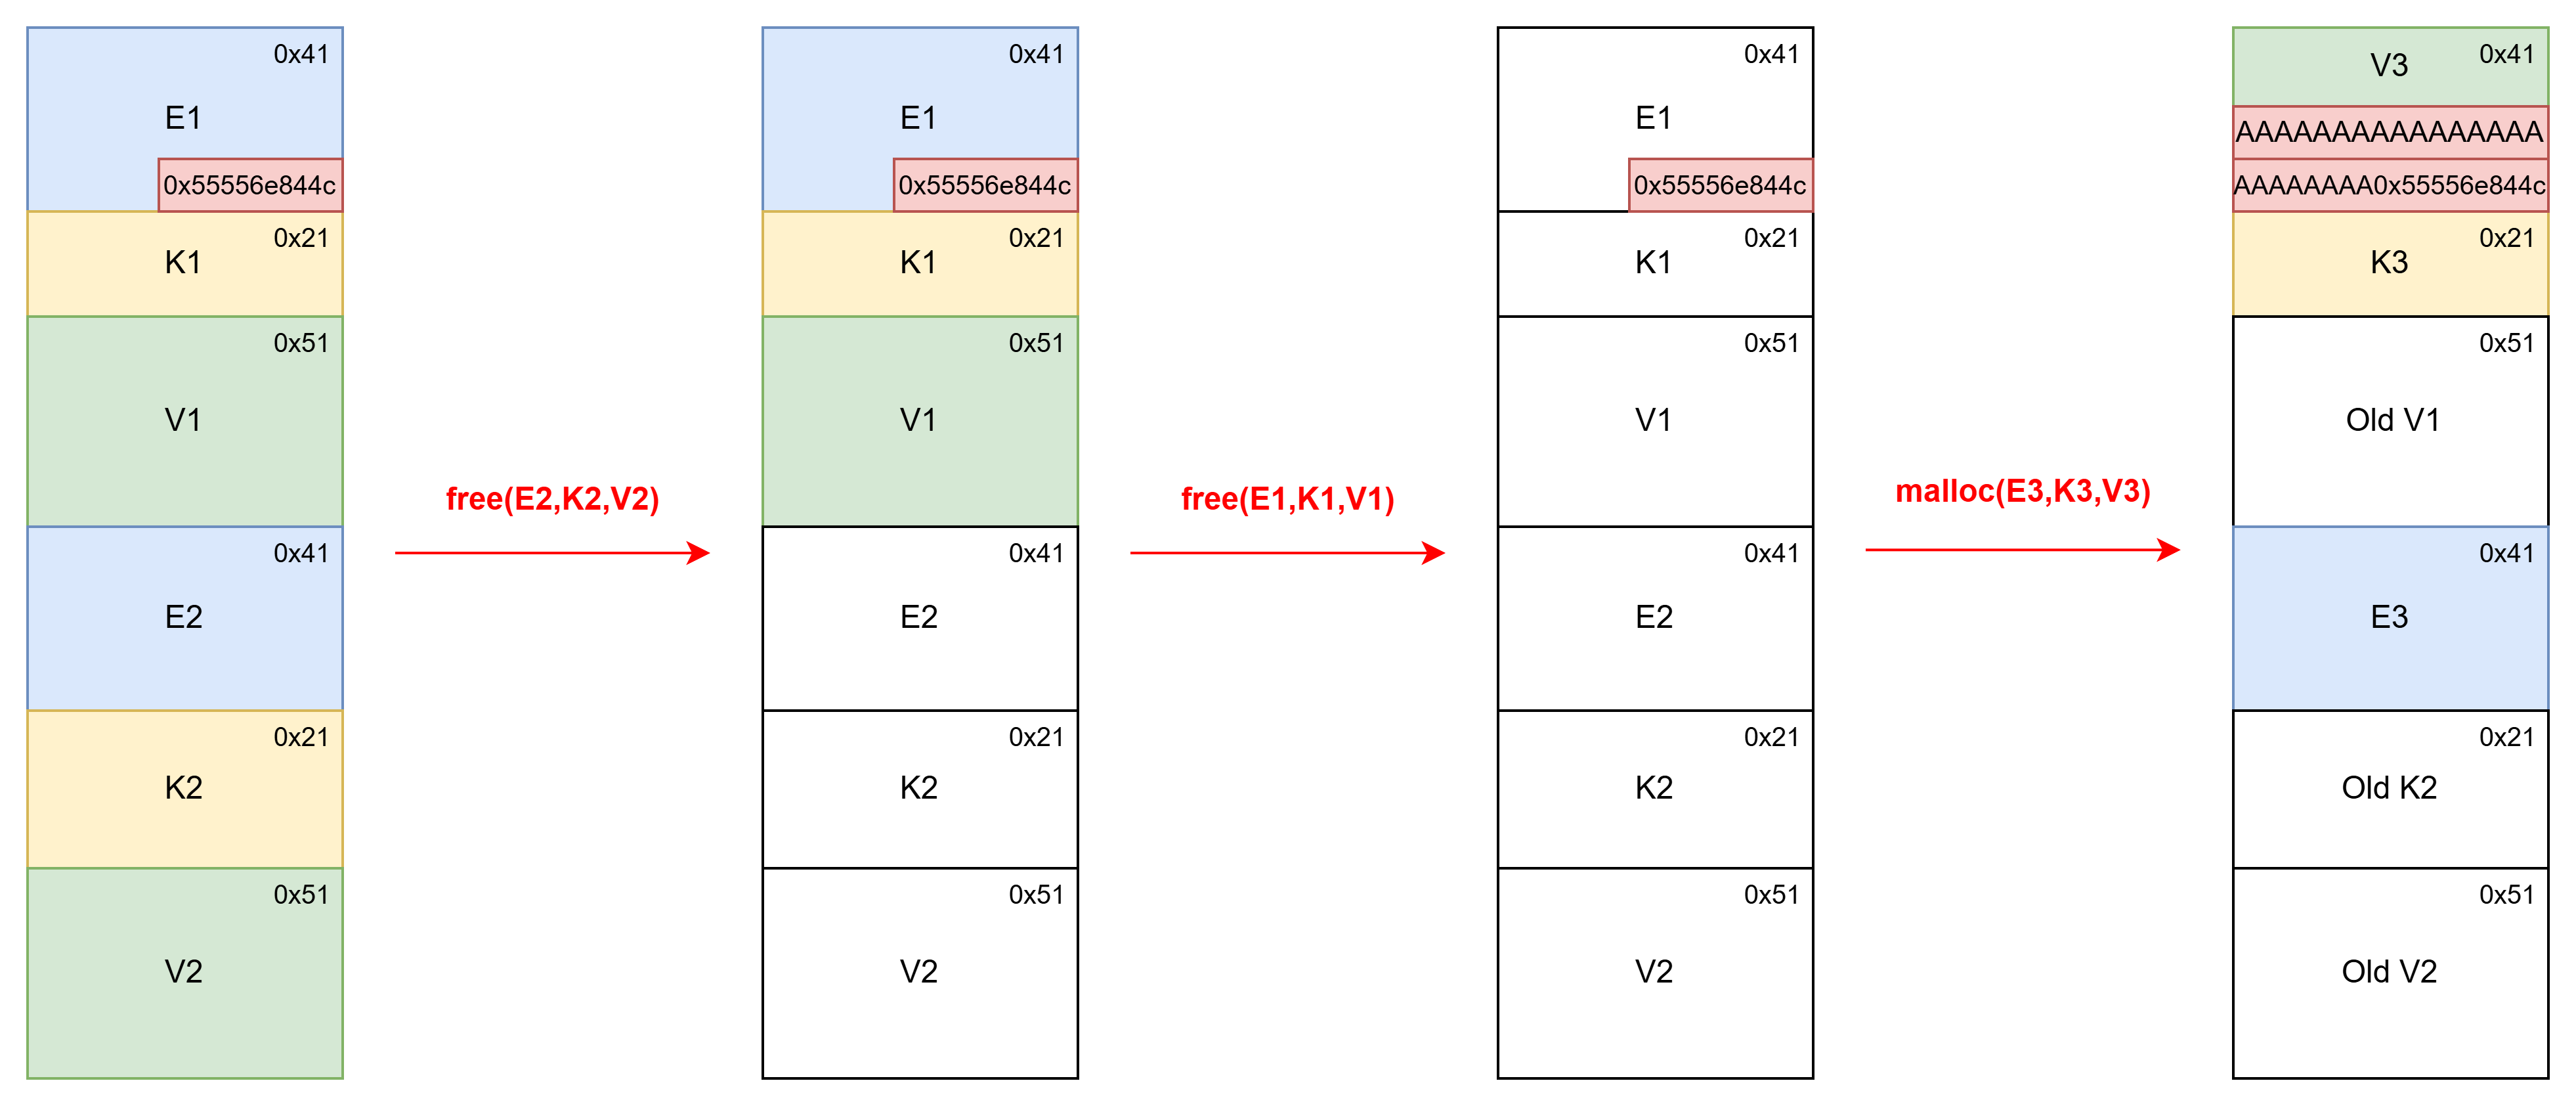 0x41
E1
0x55556e844c
0x21
K1
0x51
V1
0x41
E2
0x21
K2
0x51
V2
free(E2,K2,V2)
0x41
E1
0x55556e844c
0x21
K1
0x51
V1
0x41
E2
0x21
K2
0x51
V2
free(E1,K1,V1)
0x41
E1
0x55556e844c
0x21
K1
0x51
V1
0x41
E2
0x21
K2
0x51
V2
malloc(E3,K3,V3)
V3 0x41
AAAAAAAAAAAAAAAA
AAAAAAAA0x55556e844c
0x21
K3
0x51
Old V1
0x41
E3
0x21
Old K2
0x51
Old V2